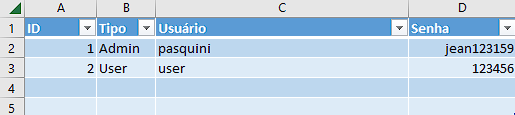 A B C D
1 ID Tipo Usuário Senha
2 1 Admin pasquini jean123159
3 2 User user 123456
4
5